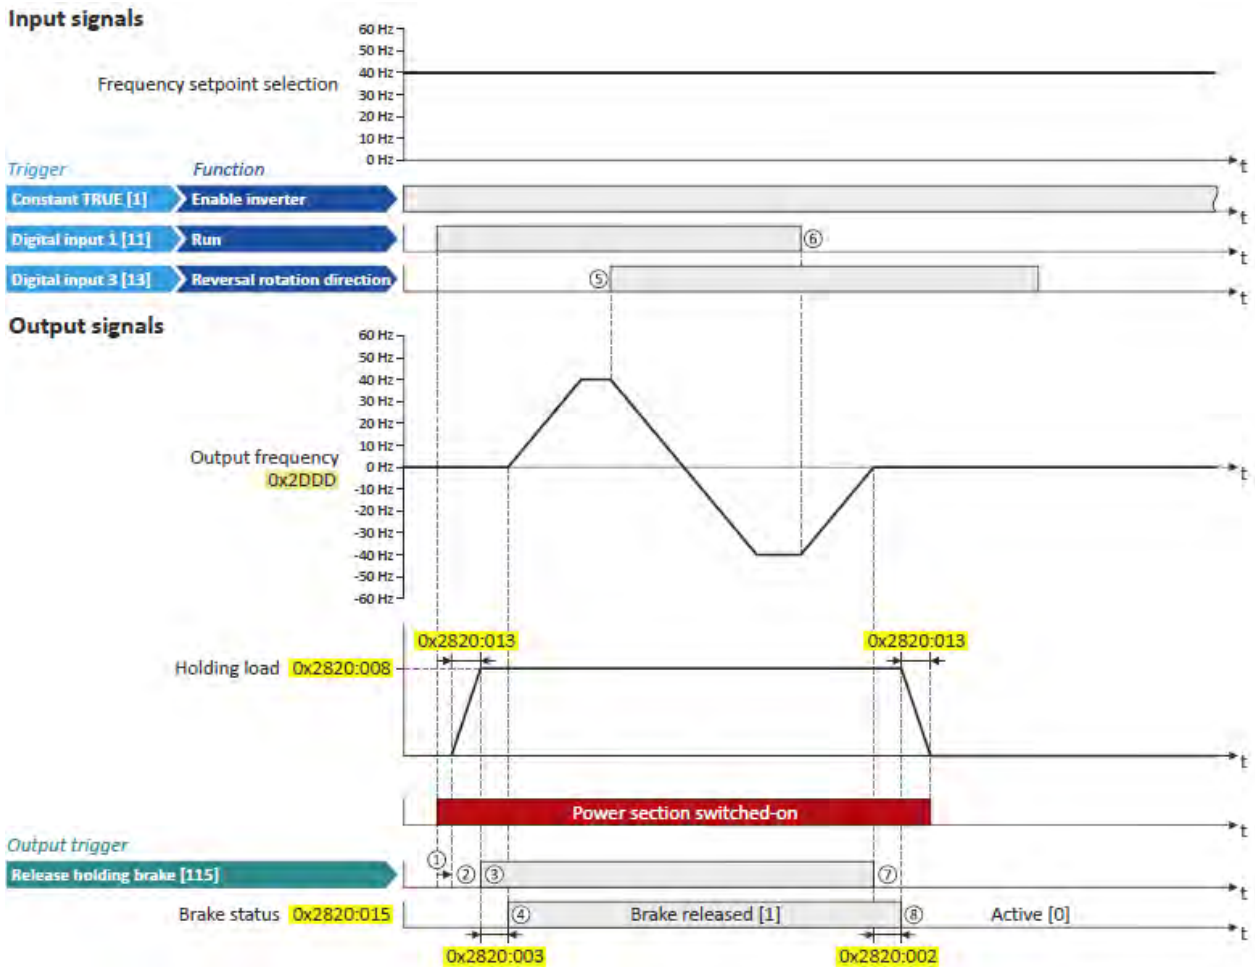 Input signals
60 Hz
50 Hz
40 Hz
Frequency setpoint selection
30 Hz
20 Hz
10 Hz
0 Hz
t
Trigger Function
Constant TRUE [1] Enable inverter
t
Digital input 1 [11] Run ⑥
t
Digital input 3 [13] Reversal rotation direction ⑤
t
Output signals
60 Hz
50 Hz
40 Hz
30 Hz
20 Hz
10 Hz
Output frequency 0 Hz t
0x2DDD
-10 Hz
-20 Hz
-30 Hz
-40 Hz
-50 Hz
-60 Hz
0x2820:013 0x2820:013
Holding load 0x2820:008
t
Power section switched-on
t
Output trigger
Release holding brake [115] ① ② ③ ⑦
t
Brake status 0x2820:015 ④ Brake released [1] ⑧ Active [0]
t
0x2820:003 0x2820:002